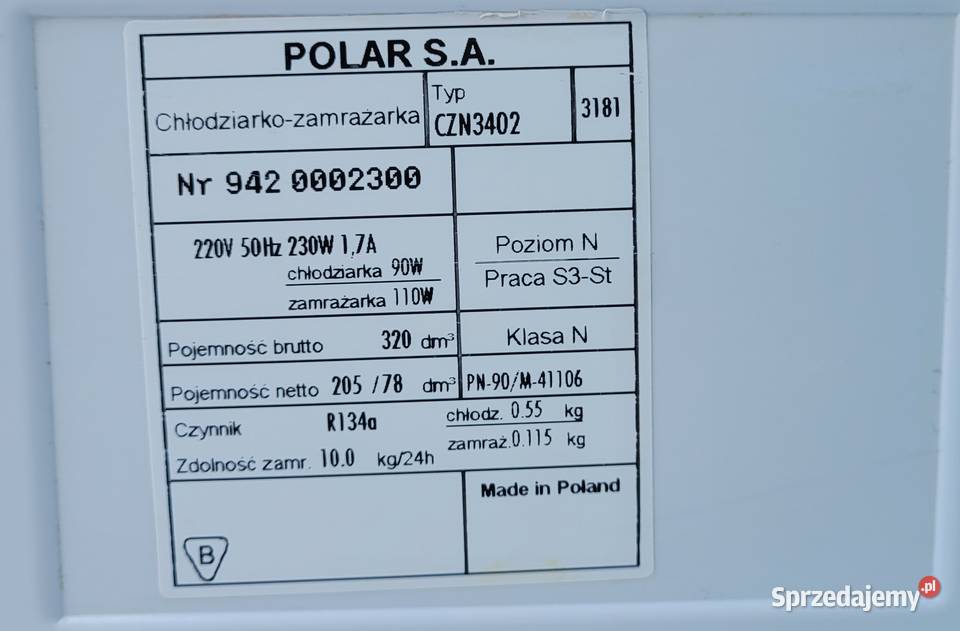 POLAR S.A.
Chłodziarko-zamrażarka
Typ
CZN3402
3181
Nr 942 0002300
220V 50Hz 230W 1,7A
chłodziarka 90W
zamrażarka 110W
Poziom N
Praca S3-St
Pojemność brutto 320 dm³
Klasa N
Pojemność netto 205 /78 dm³
PN-90/M-41106
Czynnik R134a
chłodz. 0.55 kg
zamraż. 0.115 kg
Zdolność zamr. 10.0 kg/24h
Made in Poland
B
Sprzedajemy.pl